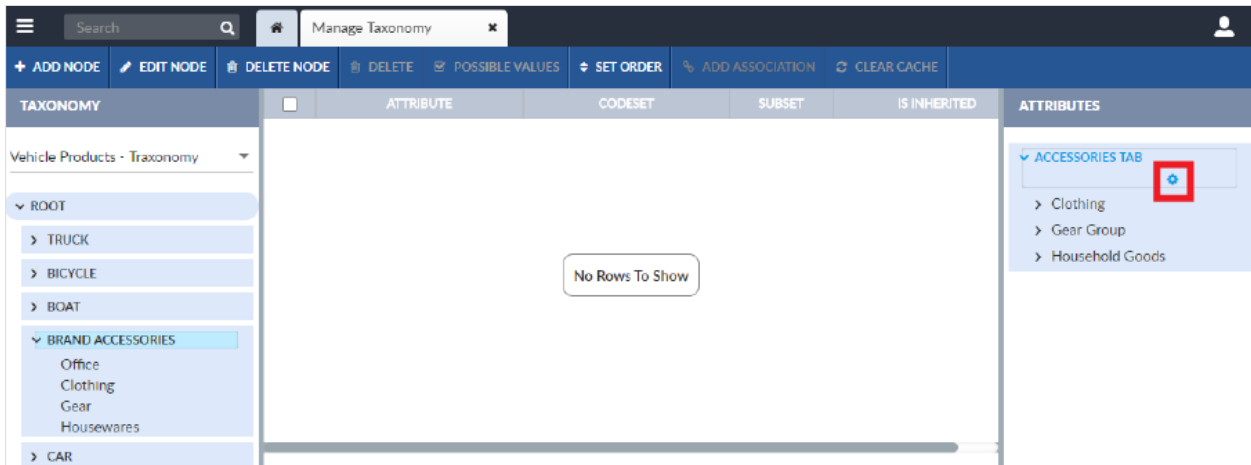 Search
Manage Taxonomy
ADD NODE EDIT NODE DELETE NODE DELETE POSSIBLE VALUES SET ORDER ADD ASSOCIATION CLEAR CACHE
TAXONOMY
Vehicle Products - Traxonomy
ROOT
TRUCK
BICYCLE
BOAT
BRAND ACCESSORIES
Office
Clothing
Gear
Housewares
CAR
ATTRIBUTE CODESET SUBSET IS INHERITED
No Rows To Show
ATTRIBUTES
ACCESSORIES TAB
Clothing
Gear Group
Household Goods